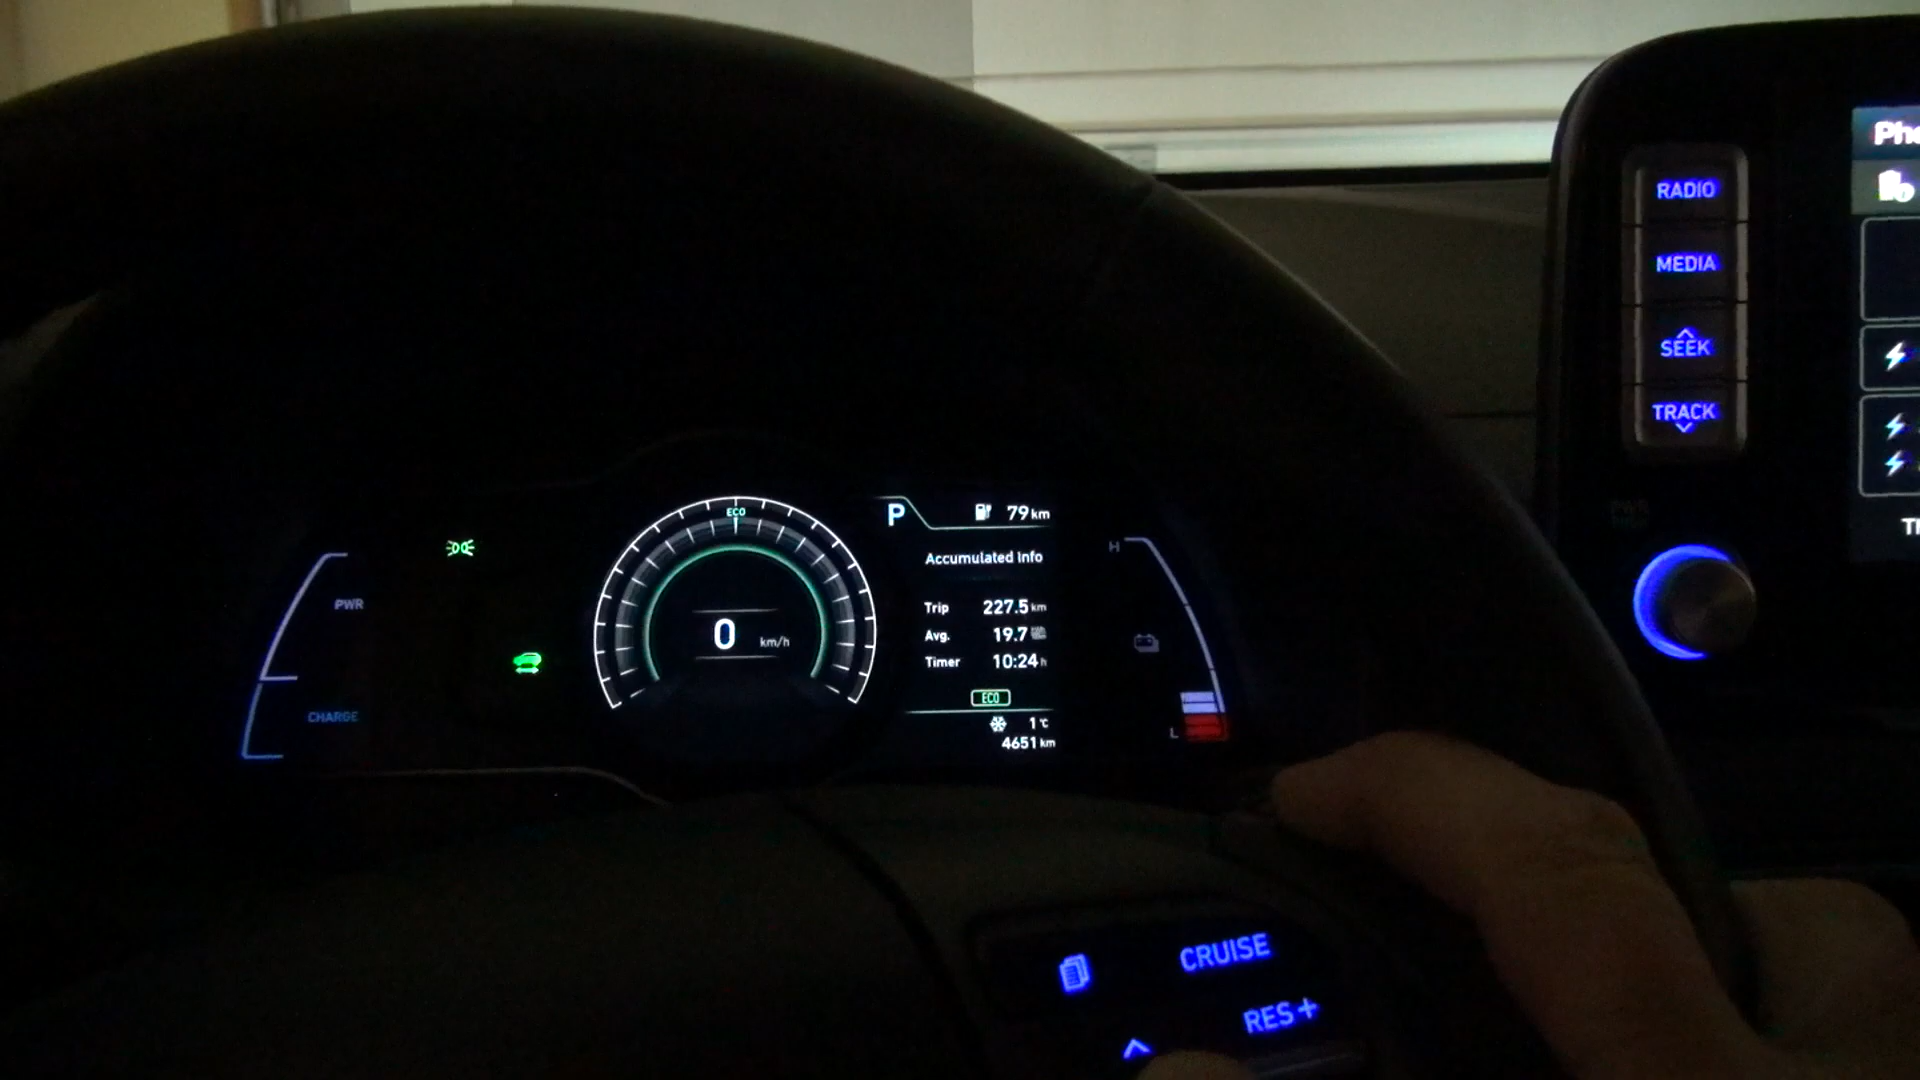 RADIO
MEDIA
SEEK
TRACK
ECO
P 79 km
Accumulated Info
Trip 227.5 km
Avg. 19.7
Timer 10:24 h
ECO
1 °C
4651 km
0 km/h
PWR
CHARGE
H
L
CRUISE
RES+